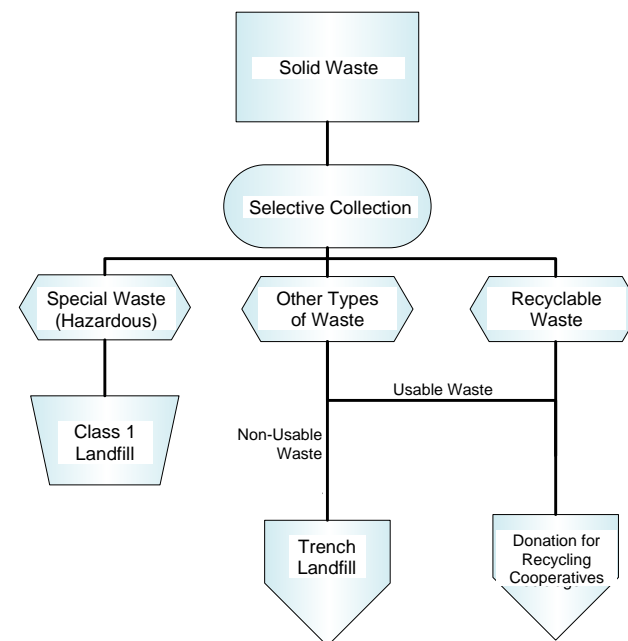 Solid Waste
Selective Collection
Special Waste
(Hazardous)
Other Types
of Waste
Recyclable
Waste
Usable Waste
Class 1
Landfill
Non-Usable
Waste
Trench
Landfill
Donation for
Recycling
Cooperatives